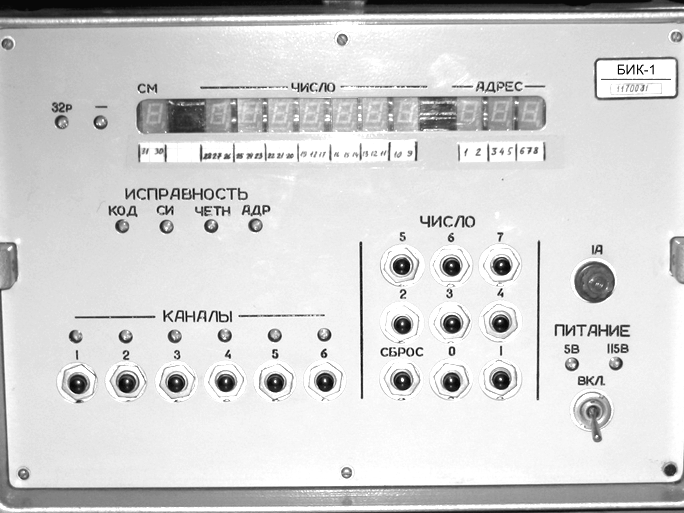 БИК-1
1170031
СМ ЧИСЛО АДРЕС
32Р —
31 30 28 27 26 25 24 23 22 21 20 19 18 17 16 15 14 13 12 11 10 9 1 2 3 4 5 6 7 8
ИСПРАВНОСТЬ
КОД СИ ЧЕТН АДР
ЧИСЛО
5 6 7
2 3 4
СБРОС 0 1
КАНАЛЫ
1 2 3 4 5 6
1А
ПИТАНИЕ
5В 115В
ВКЛ.